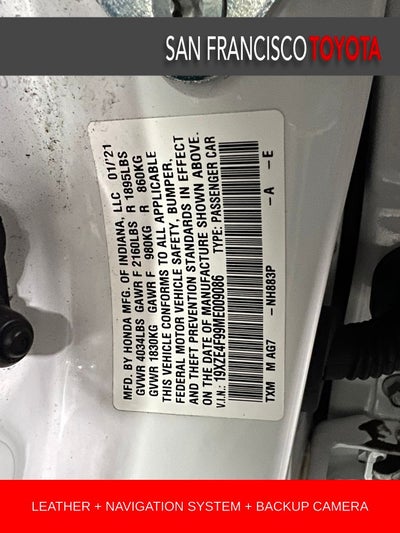 SAN FRANCISCO TOYOTA
MFD. BY HONDA MFG. OF INDIANA, LLC 01/'21
GVWR 4034LBS GAWR F 2160LBS R 1895LBS
GVWR 1830KG GAWR F 980KG R 860KG
THIS VEHICLE CONFORMS TO ALL APPLICABLE
FEDERAL MOTOR VEHICLE SAFETY, BUMPER,
AND THEFT PREVENTION STANDARDS IN EFFECT
ON THE DATE OF MANUFACTURE SHOWN ABOVE.
V.I.N.: 19XZE4F99ME009086 TYPE: PASSENGER CAR
TXM M AG7 – NH883P – A – E
LEATHER + NAVIGATION SYSTEM + BACKUP CAMERA